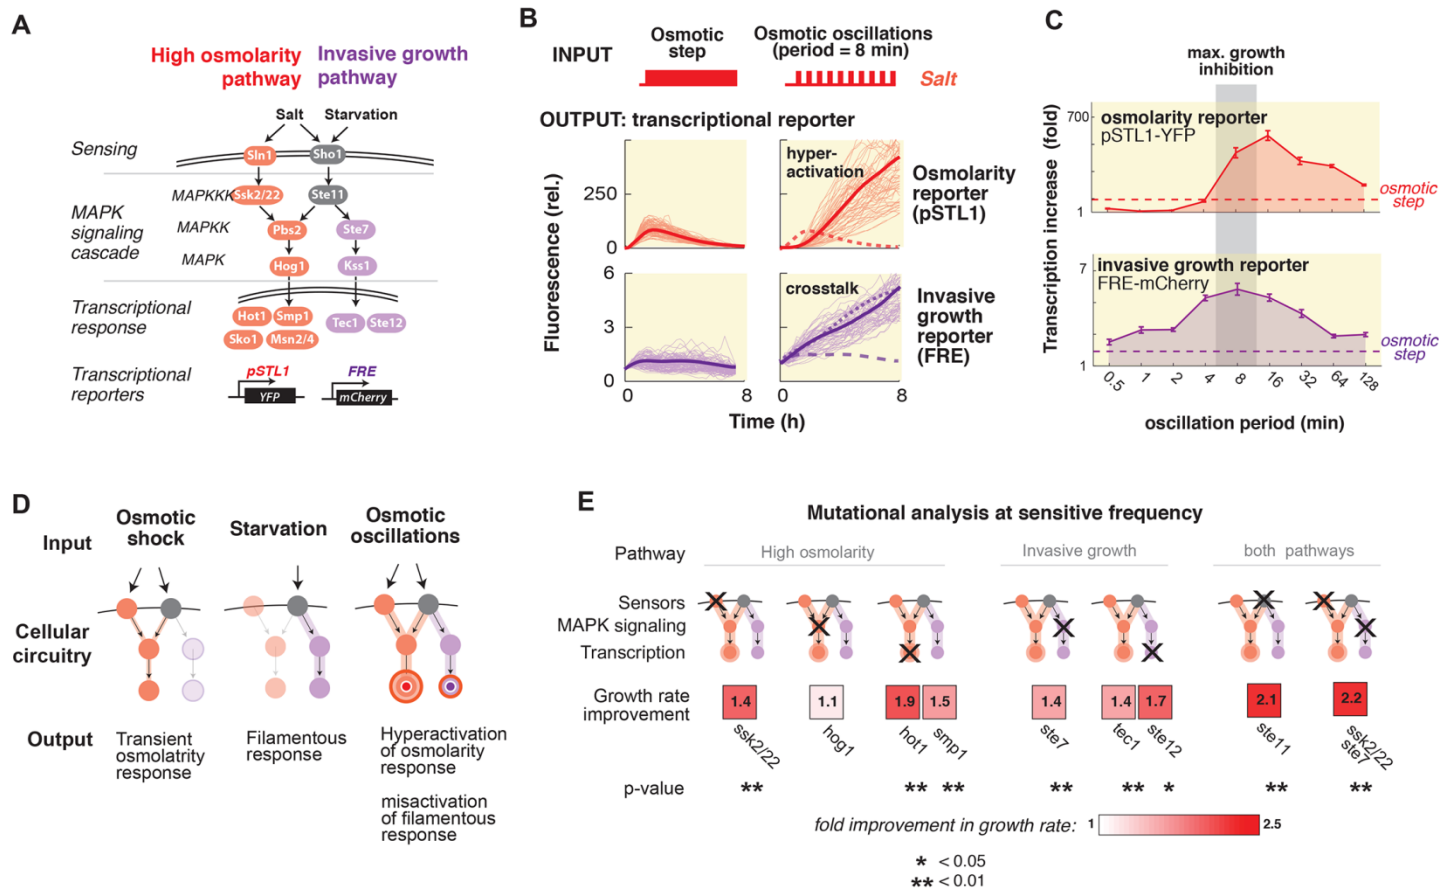 A
High osmolarity
pathway
Invasive growth
pathway
Salt
Starvation
Sensing
Sln1
Sho1
MAPK
signaling
cascade
MAPKKK
Ssk2/22
Ste11
MAPKK
Pbs2
Ste7
MAPK
Hog1
Kss1
Transcriptional
response
Hot1
Smp1
Sko1
Msn2/4
Tec1
Ste12
Transcriptional
reporters
pSTL1
YFP
FRE
mCherry
B
INPUT
Osmotic
step
Osmotic oscillations
(period = 8 min)
Salt
OUTPUT: transcriptional reporter
Fluorescence (rel.)
250
0
hyper-
activation
Osmolarity
reporter
(pSTL1)
6
3
0
crosstalk
Invasive
growth
reporter
(FRE)
0
8
0
8
Time (h)
C
max. growth
inhibition
Transcription increase (fold)
700
1
osmolarity reporter
pSTL1-YFP
osmotic
step
7
1
invasive growth reporter
FRE-mCherry
osmotic
step
0.5
1
2
4
8
16
32
64
128
oscillation period (min)
D
Input
Osmotic
shock
Starvation
Osmotic
oscillations
Cellular
circuitry
Output
Transient
osmolatrity
response
Filamentous
response
Hyperactivation
of osmolarity
response
misactivation
of filamentous
response
E
Mutational analysis at sensitive frequency
Pathway
High osmolarity
Invasive growth
both pathways
Sensors
MAPK signaling
Transcription
Growth rate
improvement
1.4
1.1
1.9
1.5
1.4
1.4
1.7
2.1
2.2
ssk2/22
hog1
hot1
smp1
ste7
tec1
ste12
ste11
ssk2/22
ste7
p-value
** ** ** ** ** * ** **
fold improvement in growth rate:
1
2.5
* < 0.05
** < 0.01